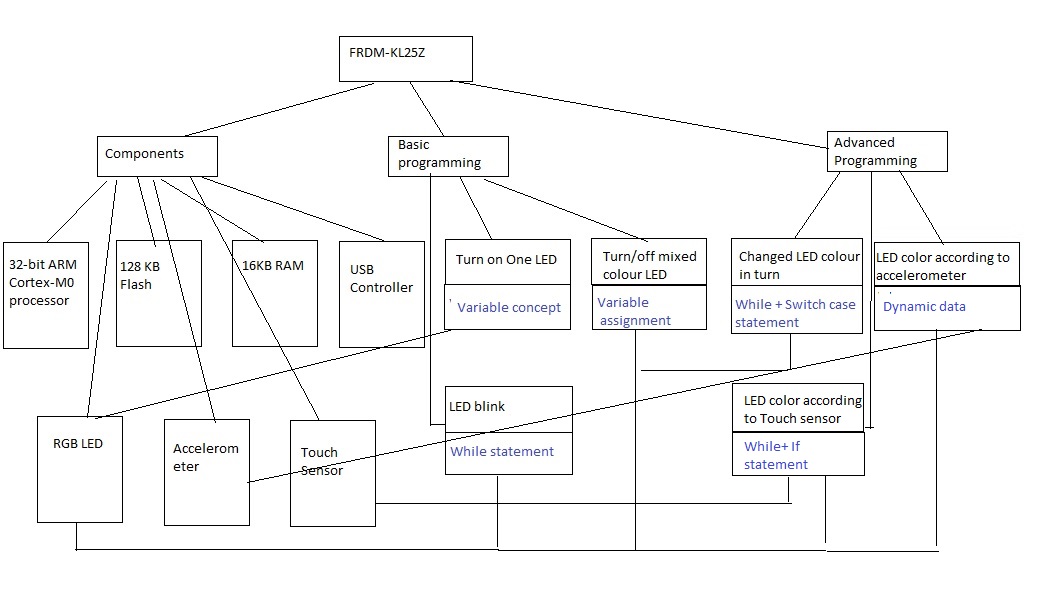 FRDM-KL25Z
Components
Basic
programming
Advanced
Programming
32-bit ARM
Cortex-M0
processor
128 KB
Flash
16KB RAM
USB
Controller
Turn on One LED
Variable concept
Turn/off mixed
colour LED
Variable
assignment
Changed LED colour
in turn
While + Switch case
statement
LED color according to
accelerometer
Dynamic data
RGB LED
Accelerom
eter
Touch
Sensor
LED blink
While statement
LED color according
to Touch sensor
While+ If
statement